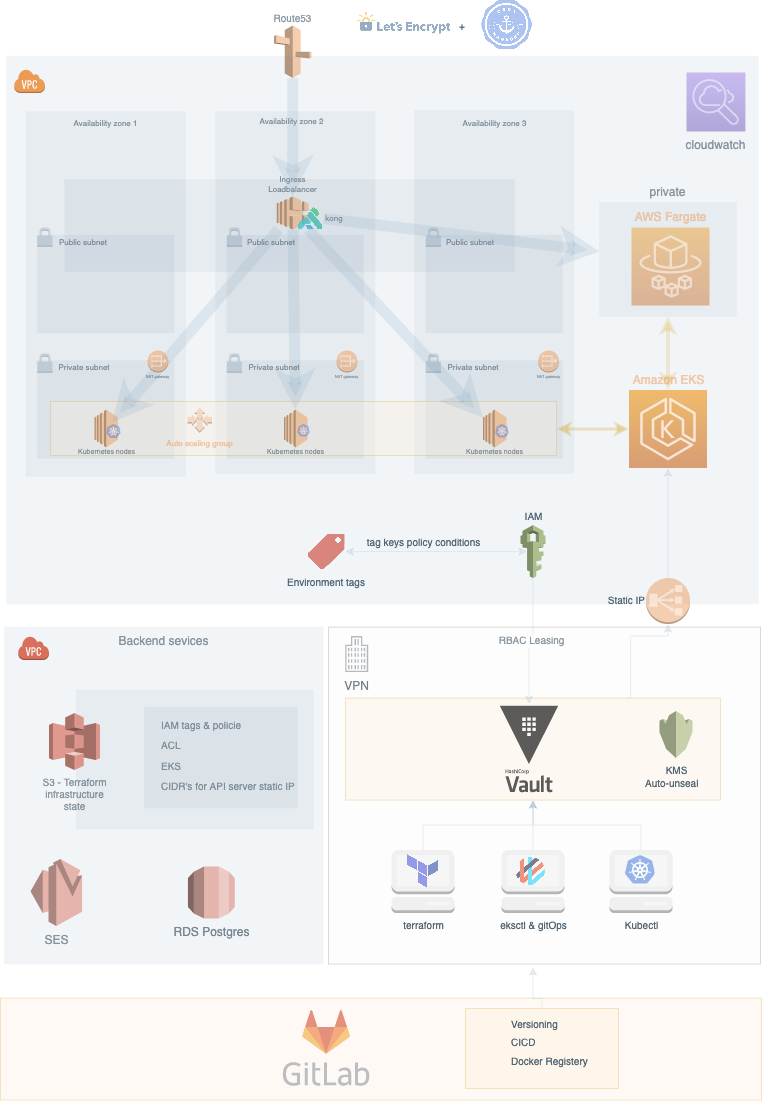 Route53
Let's Encrypt
+
CERT
MANAGER
VPC
Availability zone 1
Availability zone 2
Availability zone 3
cloudwatch
Ingress
Loadbalancer
kong
private
AWS Fargate
Public subnet
Public subnet
Public subnet
Private subnet
NAT gateway
Private subnet
NAT gateway
Private subnet
NAT gateway
Amazon EKS
K
Auto scaling group
Kubernetes nodes
Kubernetes nodes
Kubernetes nodes
IAM
tag keys policy conditions
Environment tags
Static IP
VPC
Backend sevices
RBAC Leasing
VPN
IAM tags & policie
ACL
EKS
CIDR's for API server static IP
S3 - Terraform
infrastructure
state
HashiCorp
Vault
KMS
Auto-unseal
SES
RDS Postgres
terraform
eksctl & gitOps
Kubectl
GitLab
Versioning
CICD
Docker Registery